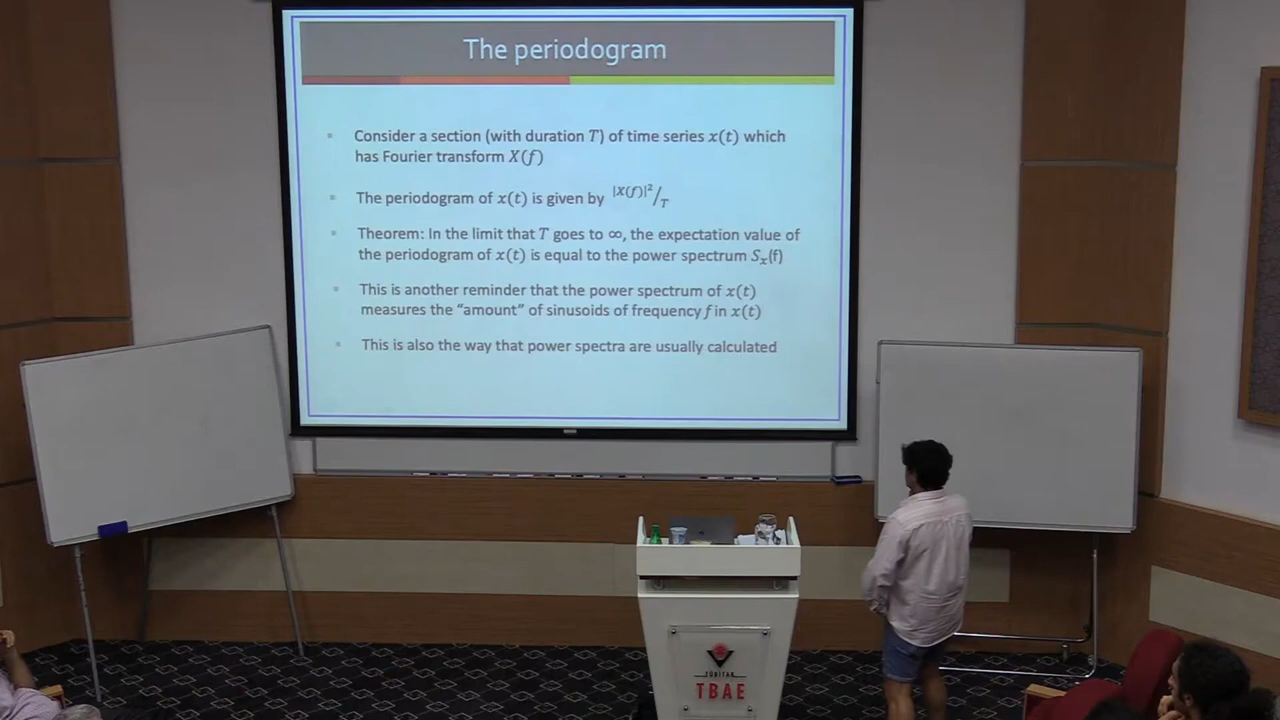 The periodogram
Consider a section (with duration T) of time series x(t) which
has Fourier transform X(f)
The periodogram of x(t) is given by |X(f)|²/T
Theorem: In the limit that T goes to ∞, the expectation value of
the periodogram of x(t) is equal to the power spectrum Sₓ(f)
This is another reminder that the power spectrum of x(t)
measures the “amount” of sinusoids of frequency f in x(t)
This is also the way that power spectra are usually calculated
TÜBİTAK
TBAE